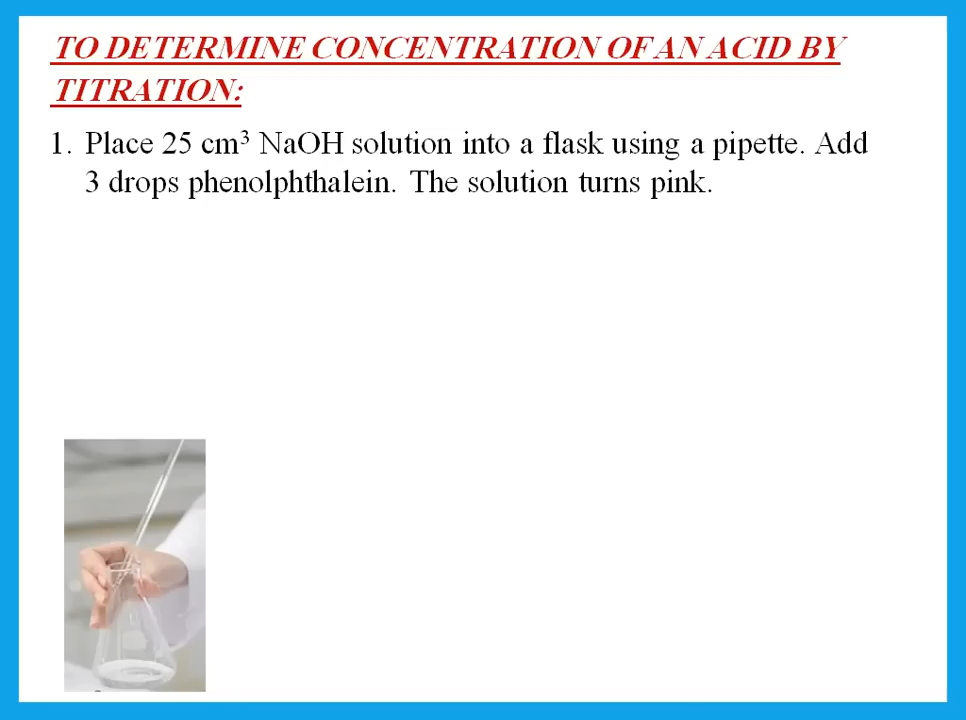 TO DETERMINE CONCENTRATION OF AN ACID BY
TITRATION:
1. Place 25 cm³ NaOH solution into a flask using a pipette. Add
3 drops phenolphthalein. The solution turns pink.